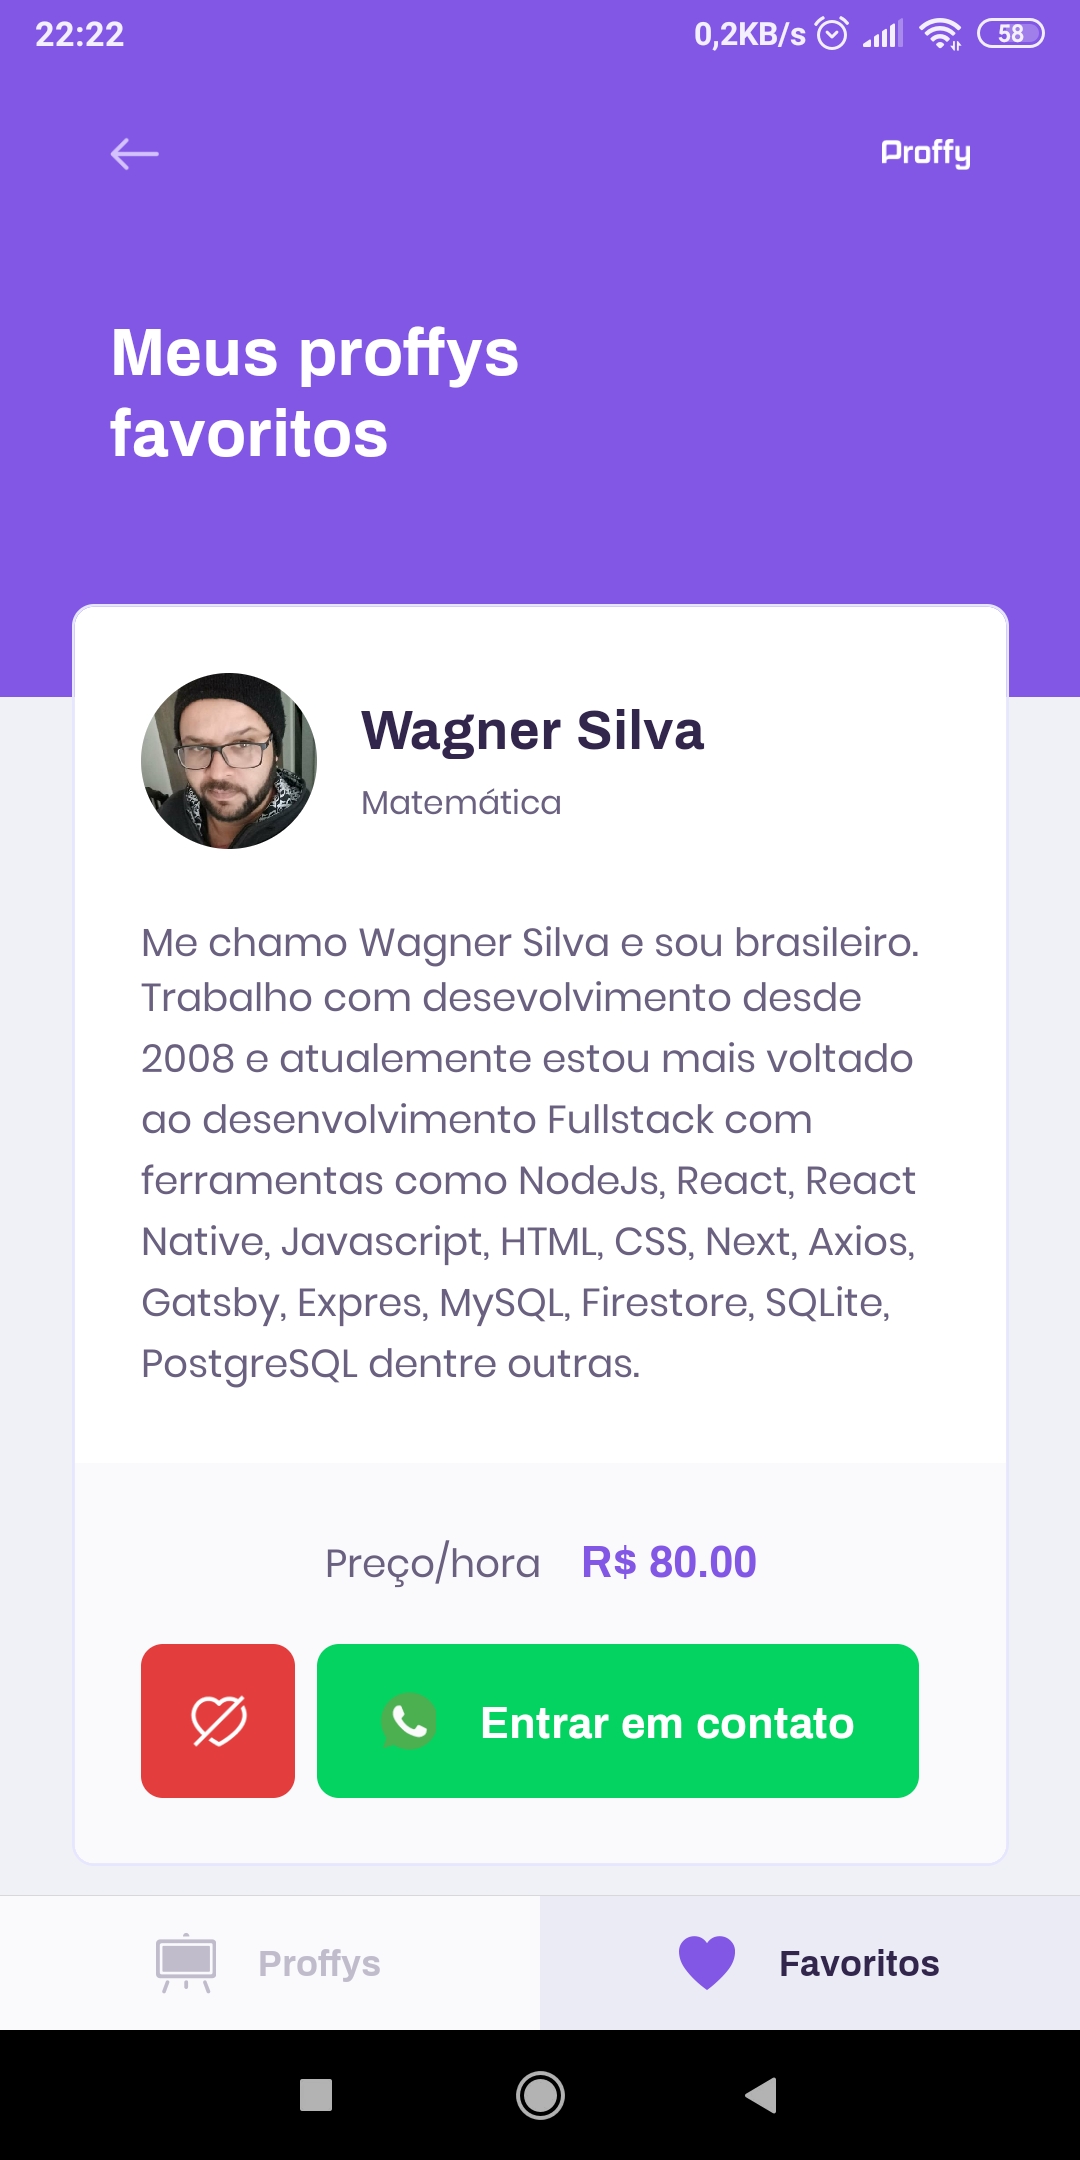 22:22 0,2KB/s 58
Proffy
Meus proffys
favoritos
Wagner Silva
Matemática
Me chamo Wagner Silva e sou brasileiro.
Trabalho com desevolvimento desde
2008 e atualemente estou mais voltado
ao desenvolvimento Fullstack com
ferramentas como NodeJs, React, React
Native, Javascript, HTML, CSS, Next, Axios,
Gatsby, Expres, MySQL, Firestore, SQLite,
PostgreSQL dentre outras.
Preço/hora R$ 80.00
Entrar em contato
Proffys Favoritos